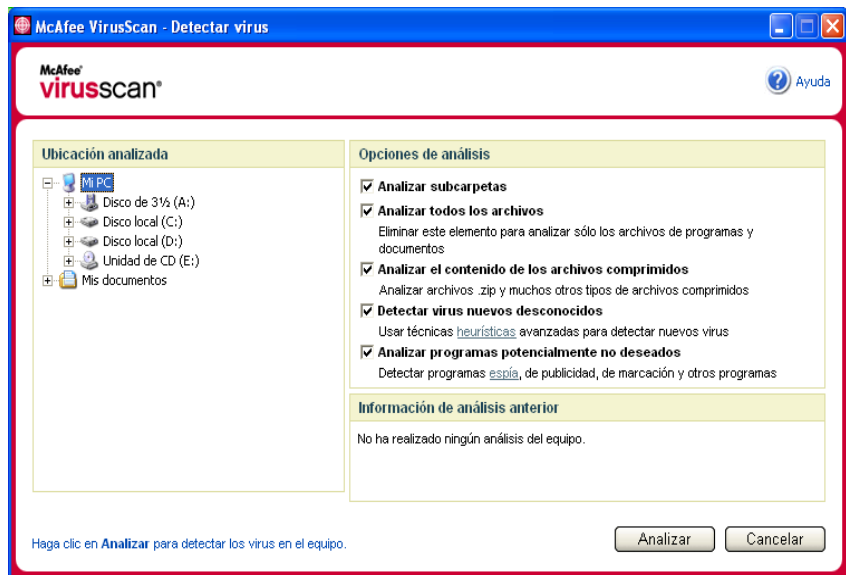 McAfee VirusScan - Detectar virus
McAfee®
virusscan®
Ayuda
Ubicación analizada
Mi PC
Disco de 3½ (A:)
Disco local (C:)
Disco local (D:)
Unidad de CD (E:)
Mis documentos
Opciones de análisis
Analizar subcarpetas
Analizar todos los archivos
Eliminar este elemento para analizar sólo los archivos de programas y
documentos
Analizar el contenido de los archivos comprimidos
Analizar archivos .zip y muchos otros tipos de archivos comprimidos
Detectar virus nuevos desconocidos
Usar técnicas heurísticas avanzadas para detectar nuevos virus
Analizar programas potencialmente no deseados
Detectar programas espía, de publicidad, de marcación y otros programas
Información de análisis anterior
No ha realizado ningún análisis del equipo.
Haga clic en Analizar para detectar los virus en el equipo.
Analizar
Cancelar